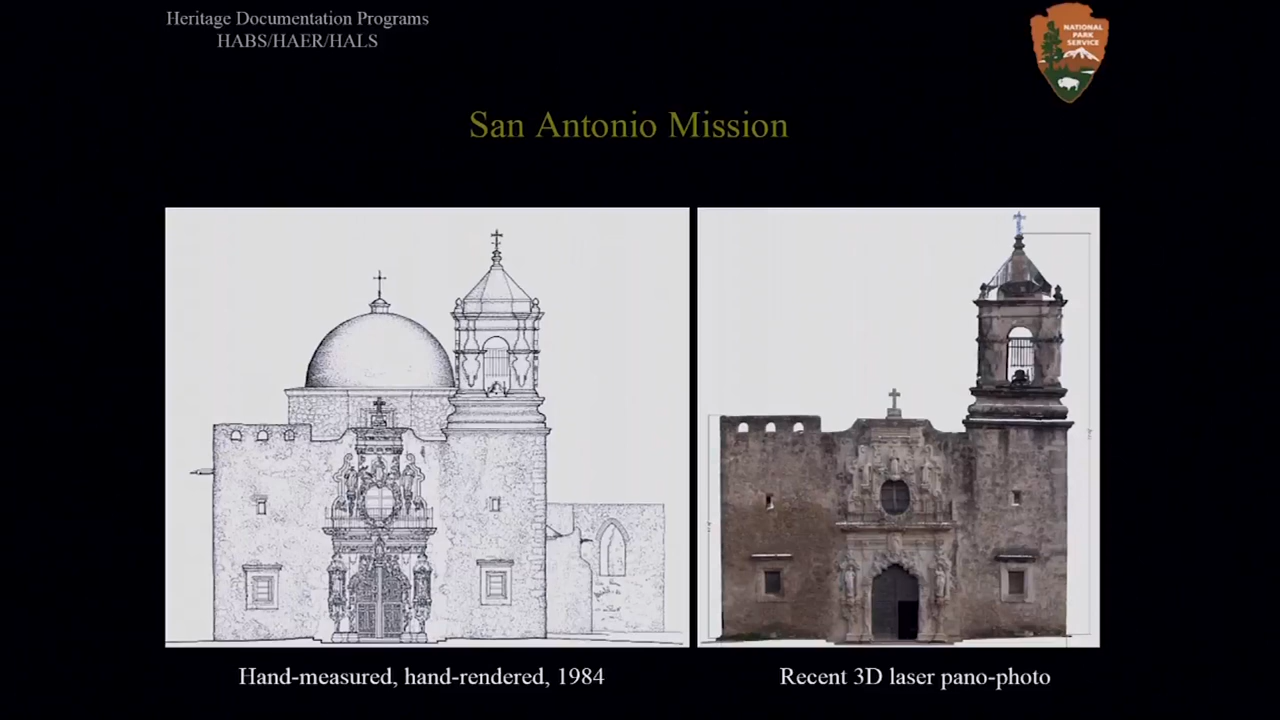 Heritage Documentation Programs
HABS/HAER/HALS
NATIONAL
PARK
SERVICE
San Antonio Mission
Hand-measured, hand-rendered, 1984
Recent 3D laser pano-photo